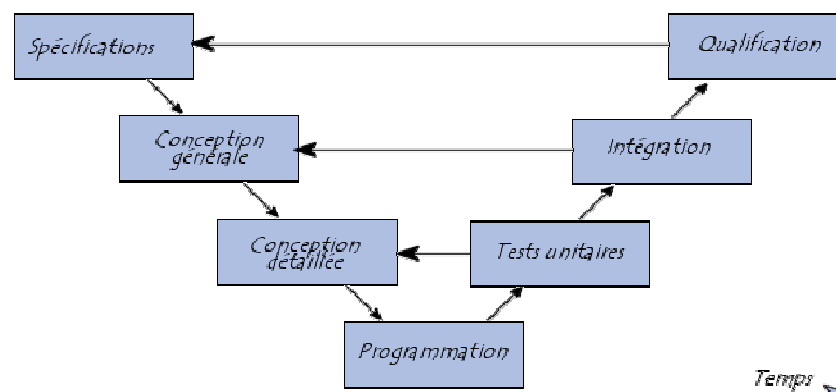 Spécifications
Qualification
Conception
générale
Intégration
Conception
détaillée
Tests unitaires
Programmation
Temps